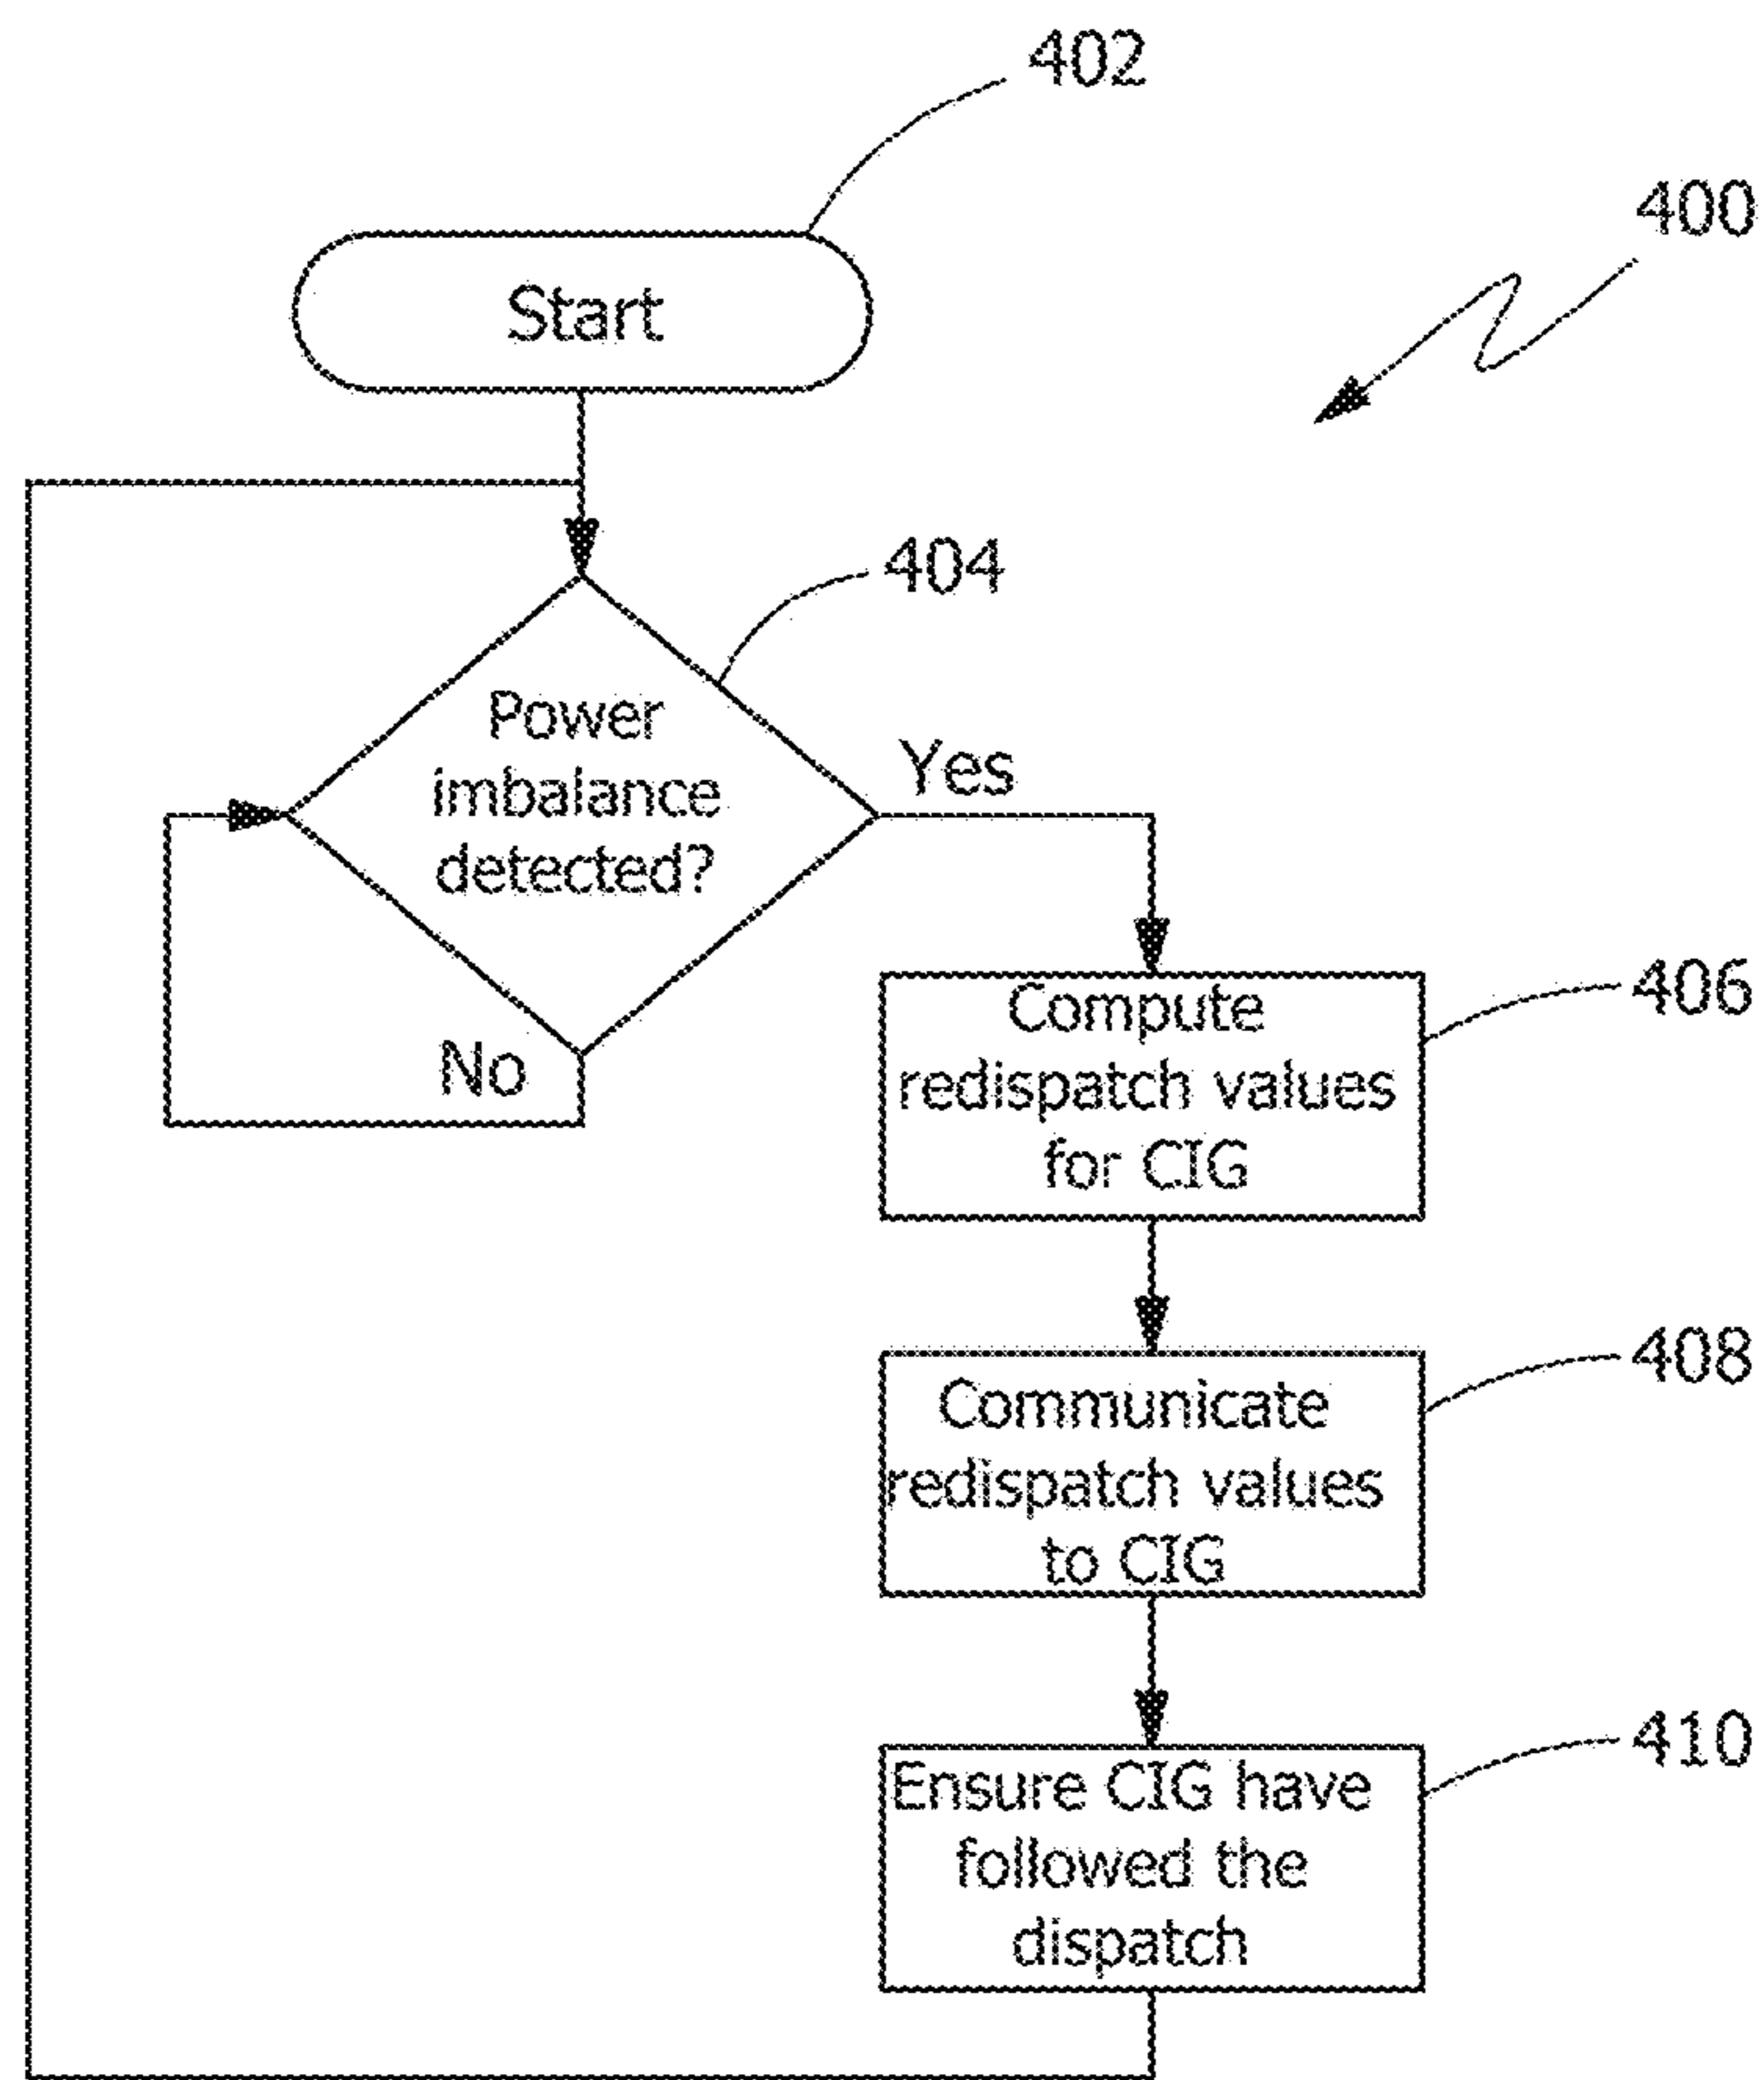 402
400
Start
404
Power
imbalance
detected?
Yes
No
Compute
redispatch values
for CIG
406
Communicate
redispatch values
to CIG
408
Ensure CIG have
followed the
dispatch
410